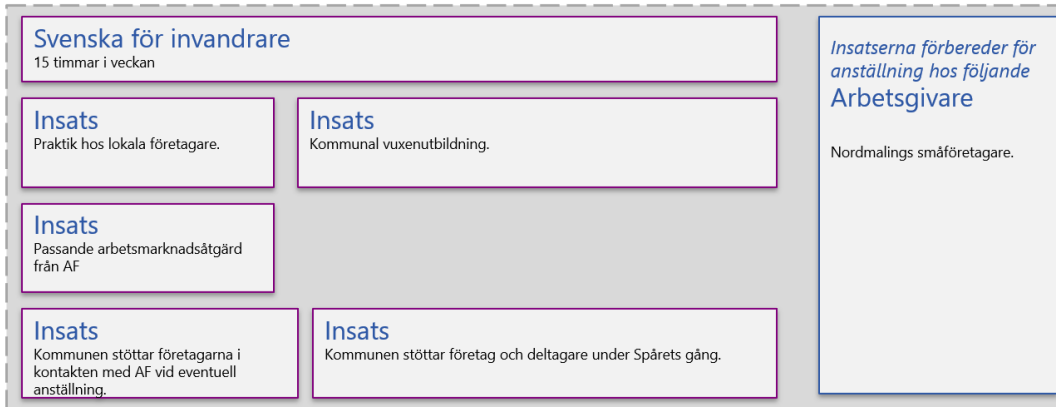 Svenska för invandrare
15 timmar i veckan
Insats
Praktik hos lokala företagare.
Insats
Kommunal vuxenutbildning.
Insats
Passande arbetsmarknadsåtgärd
från AF
Insats
Kommunen stöttar företagarna i
kontakten med AF vid eventuell
anställning.
Insats
Kommunen stöttar företag och deltagare under Spårets gång.
Insatserna förbereder för
anställning hos följande
Arbetsgivare
Nordmalings småföretagare.